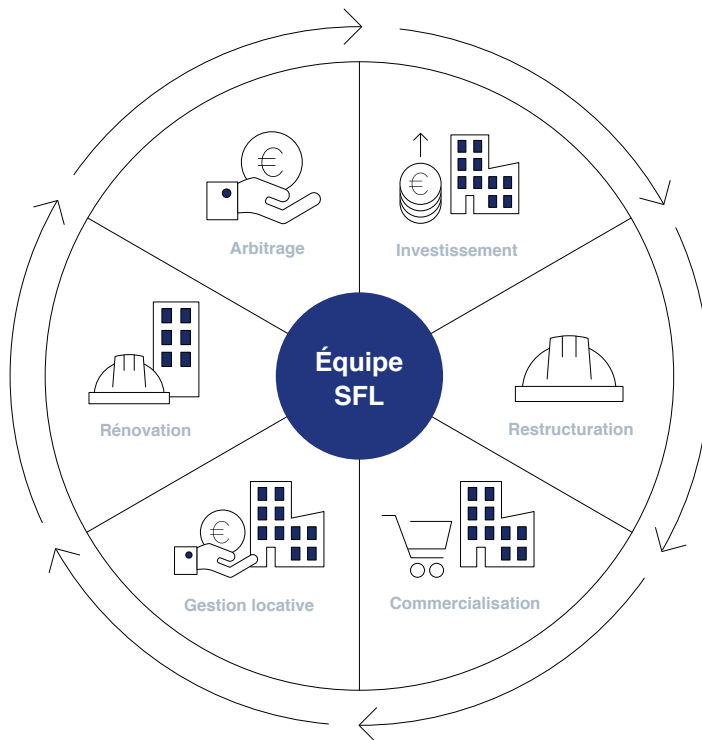 Arbitrage
Investissement
Équipe
SFL
Rénovation
Restructuration
Gestion locative
Commercialisation